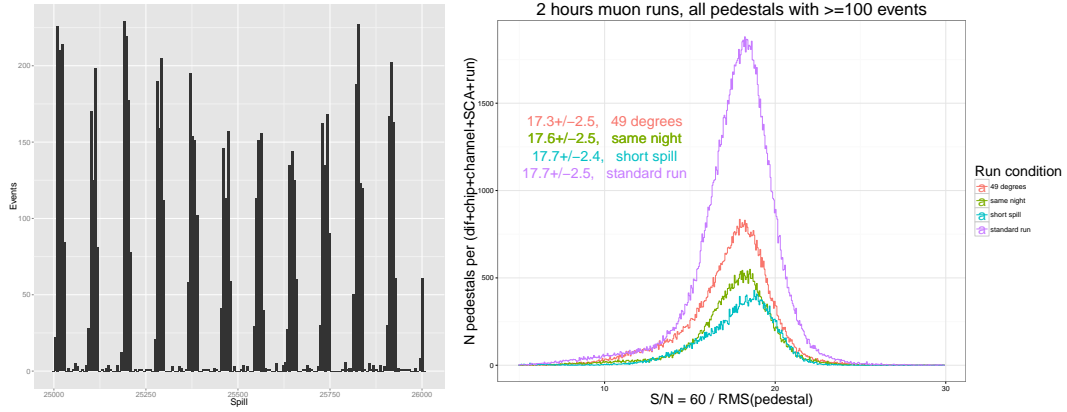 200
150
100
50
0
Events
25000
25250
25500
25750
26000
Spill
2 hours muon runs, all pedestals with >=100 events
N pedestals per (dif+chip+channel+SCA+run)
1500
1000
500
0
17.3+/−2.5, 49 degrees
17.6+/−2.5, same night
17.7+/−2.4, short spill
17.7+/−2.5, standard run
10
20
30
S/N = 60 / RMS(pedestal)
Run condition
49 degrees
same night
short spill
standard run